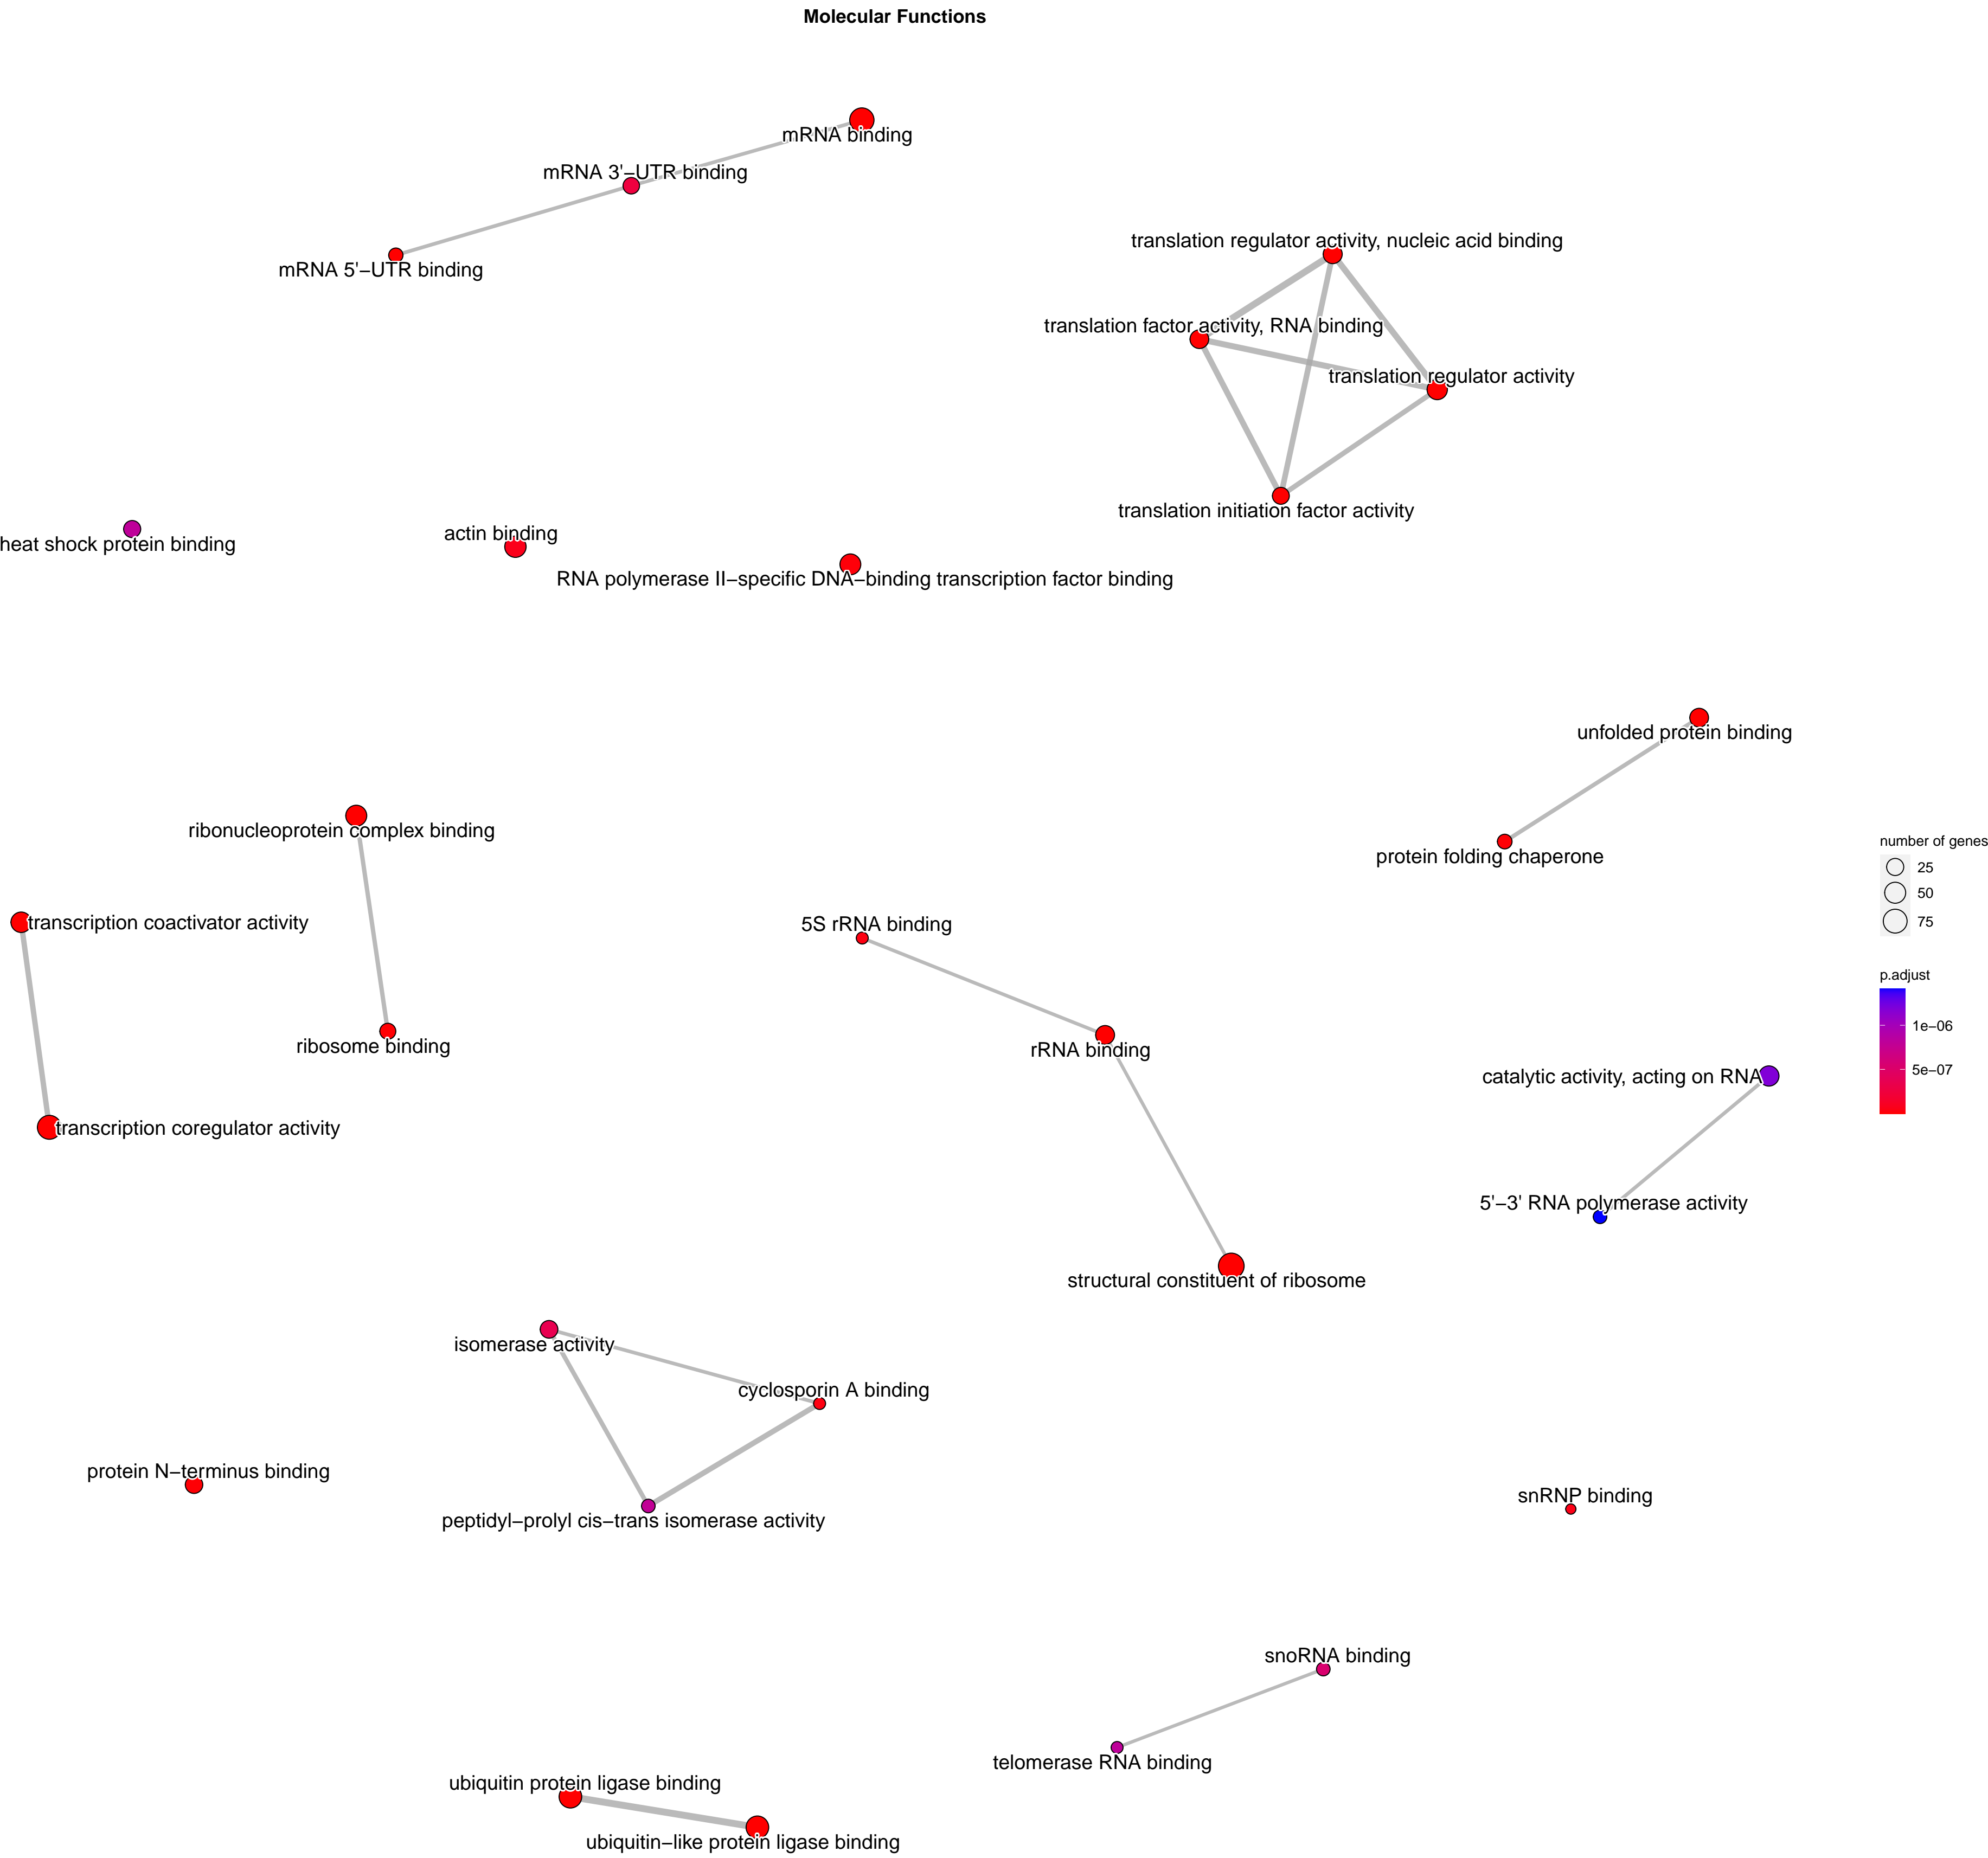 Molecular Functions
mRNA binding
mRNA 3'−UTR binding
mRNA 5'−UTR binding
translation regulator activity, nucleic acid binding
translation factor activity, RNA binding
translation regulator activity
translation initiation factor activity
heat shock protein binding
actin binding
RNA polymerase II−specific DNA−binding transcription factor binding
unfolded protein binding
ribonucleoprotein complex binding
protein folding chaperone
number of genes
25
50
75
transcription coactivator activity
5S rRNA binding
p.adjust
1e−06
5e−07
ribosome binding
rRNA binding
catalytic activity, acting on RNA
transcription coregulator activity
5'−3' RNA polymerase activity
structural constituent of ribosome
isomerase activity
cyclosporin A binding
protein N−terminus binding
snRNP binding
peptidyl−prolyl cis−trans isomerase activity
snoRNA binding
telomerase RNA binding
ubiquitin protein ligase binding
ubiquitin−like protein ligase binding